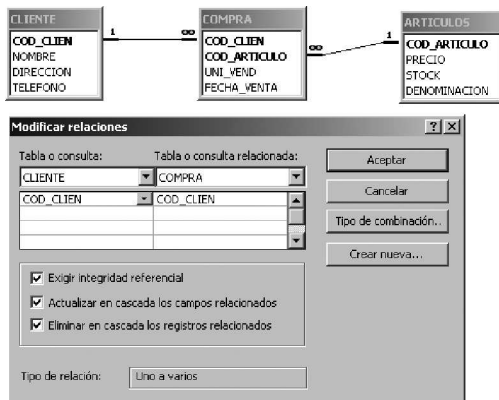 CLIENTE
COD_CLIEN
NOMBRE
DIRECCION
TELEFONO
1 ∞
COMPRA
COD_CLIEN
COD_ARTICULO
UNI_VEND
FECHA_VENTA
∞ 1
ARTICULOS
COD_ARTICULO
PRECIO
STOCK
DENOMINACION
Modificar relaciones
Tabla o consulta: Tabla o consulta relacionada:
CLIENTE COMPRA
COD_CLIEN COD_CLIEN
Aceptar
Cancelar
Tipo de combinación..
Crear nueva...
Exigir integridad referencial
Actualizar en cascada los campos relacionados
Eliminar en cascada los registros relacionados
Tipo de relación: Uno a varios